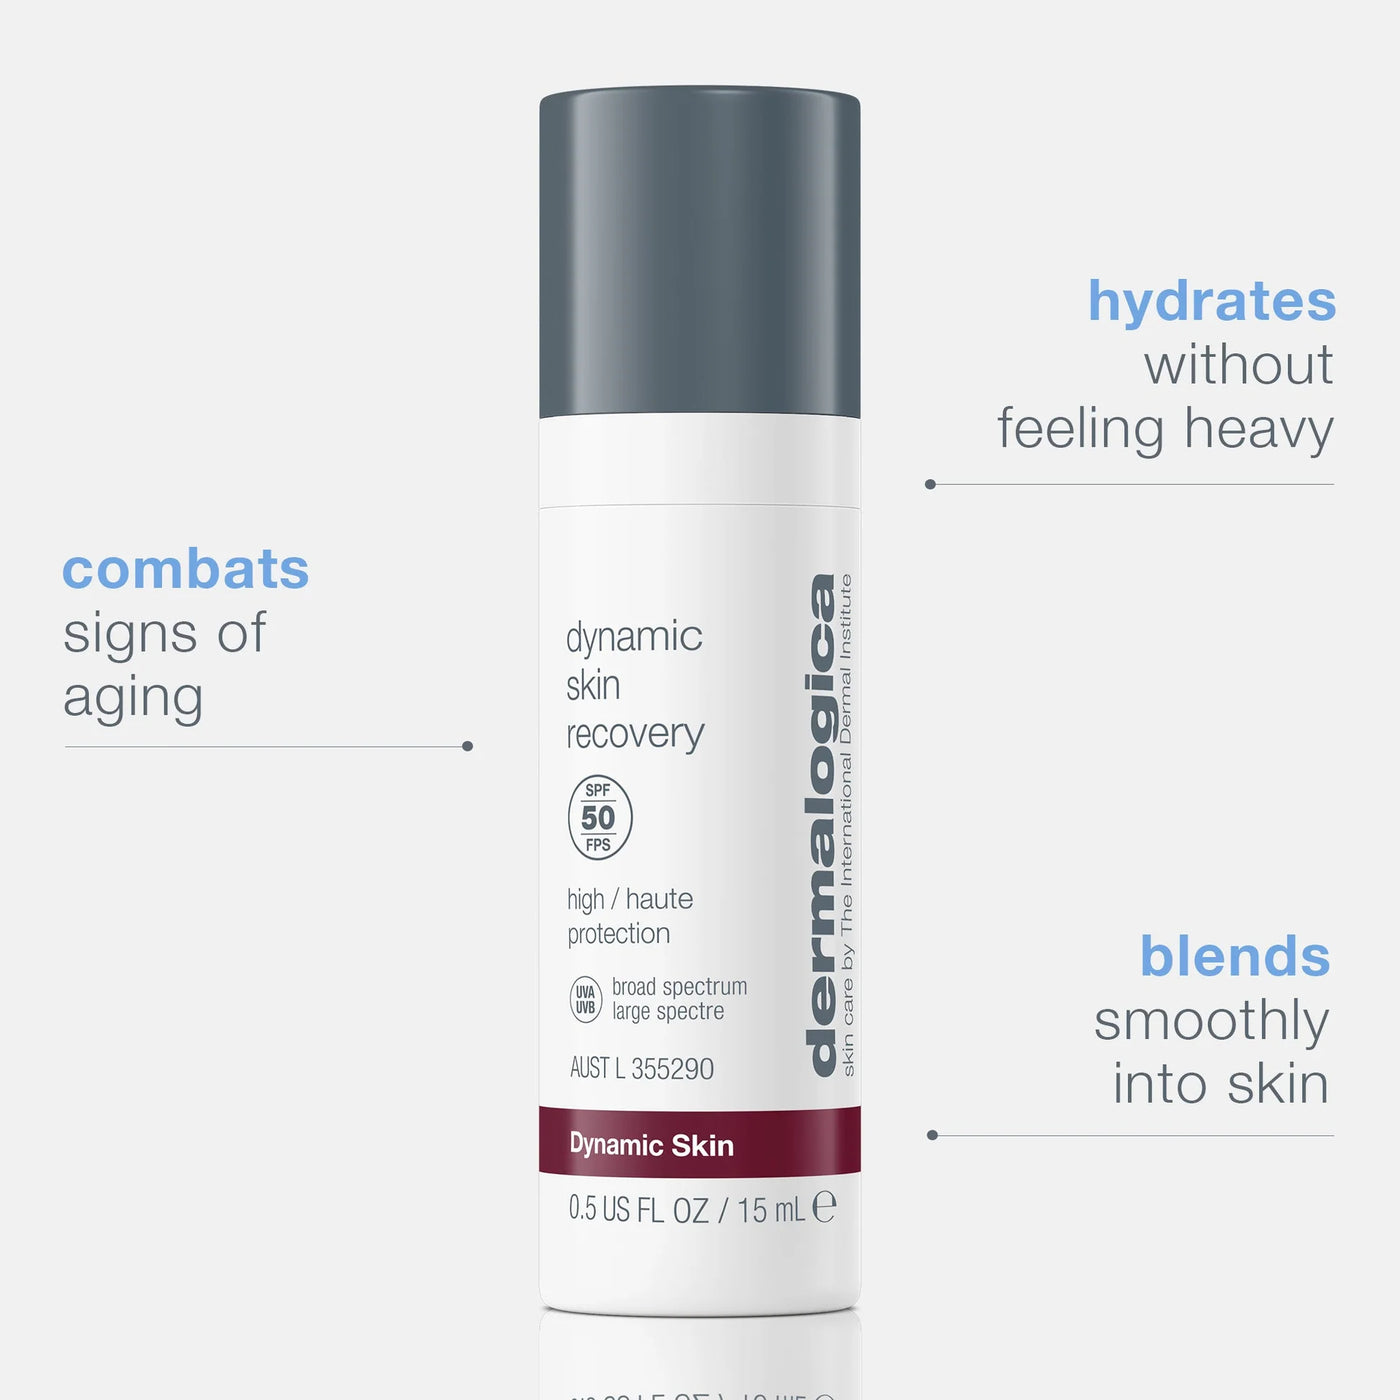 hydrates
without
feeling heavy
combats
signs of
aging
dynamic
skin
recovery
SPF
50
FPS
high / haute
protection
UVA
UVB
broad spectrum
large spectre
AUST L 355290
dermalogica
skin care by The International Dermal Institute
blends
smoothly
into skin
Dynamic Skin
0.5 US FL OZ / 15 mL ℮